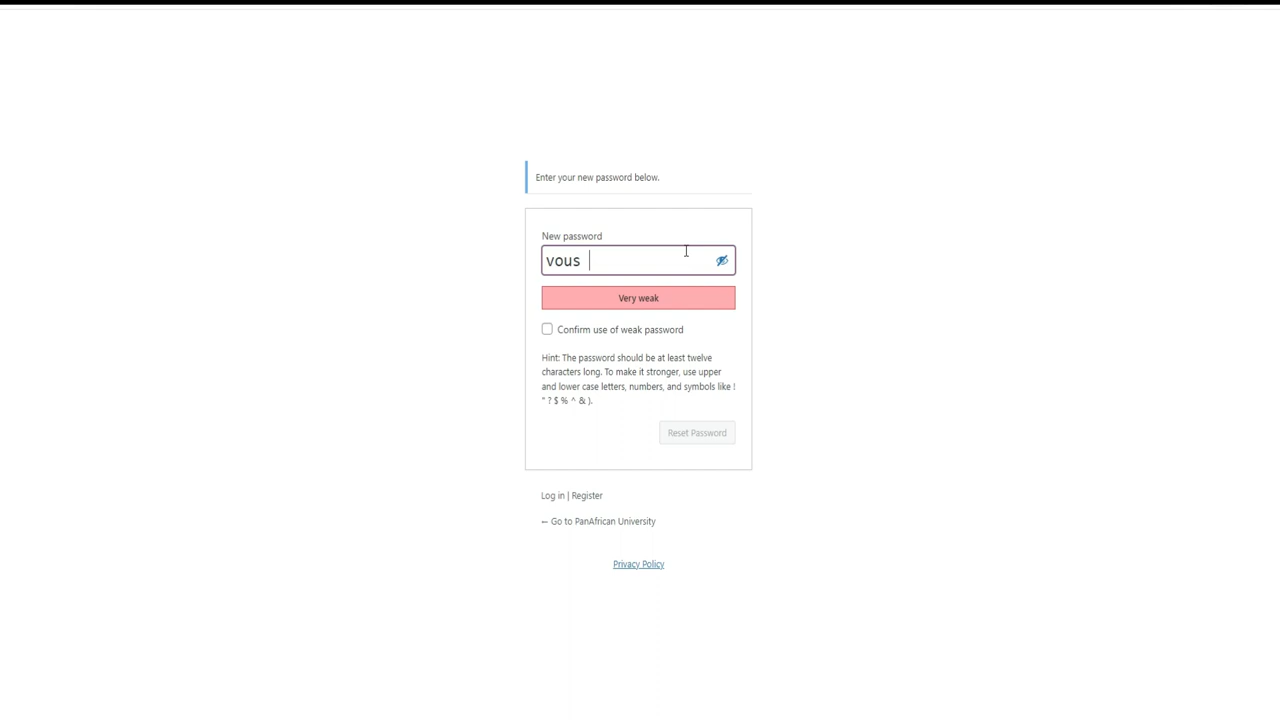 Enter your new password below.
New password
vous
Very weak
Confirm use of weak password
Hint: The password should be at least twelve
characters long. To make it stronger, use upper
and lower case letters, numbers, and symbols like !
" ? $ % ^ & ).
Reset Password
Log in | Register
← Go to PanAfrican University
Privacy Policy